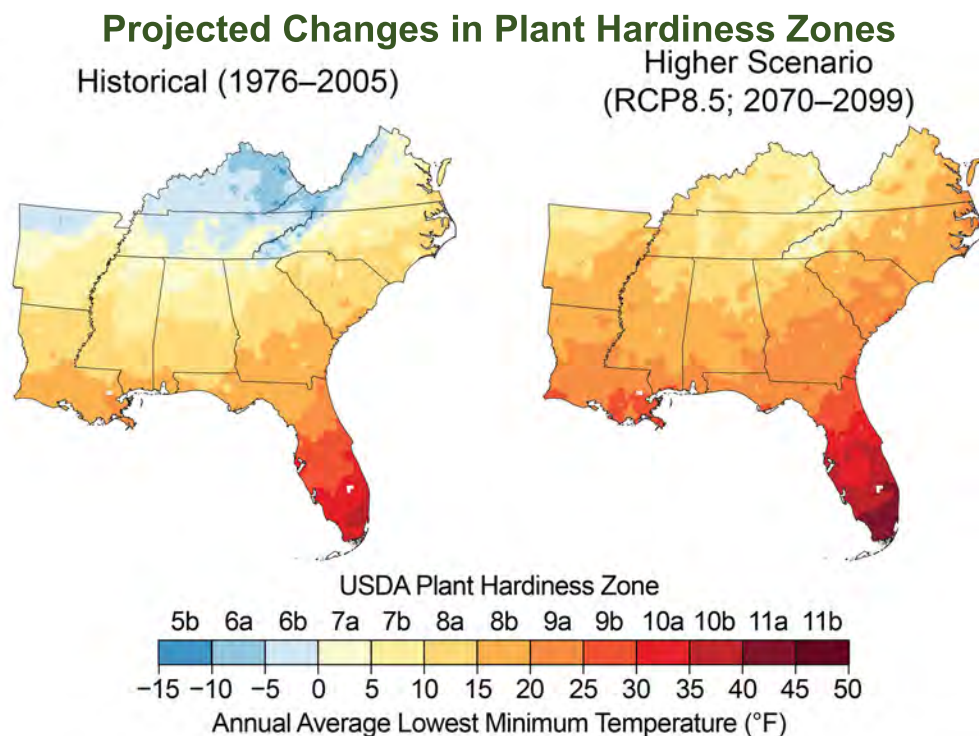 Projected Changes in Plant Hardiness Zones
Historical (1976–2005)
Higher Scenario
(RCP8.5; 2070–2099)
USDA Plant Hardiness Zone
5b 6a 6b 7a 7b 8a 8b 9a 9b 10a 10b 11a 11b
−15 −10 −5 0 5 10 15 20 25 30 35 40 45 50
Annual Average Lowest Minimum Temperature (°F)